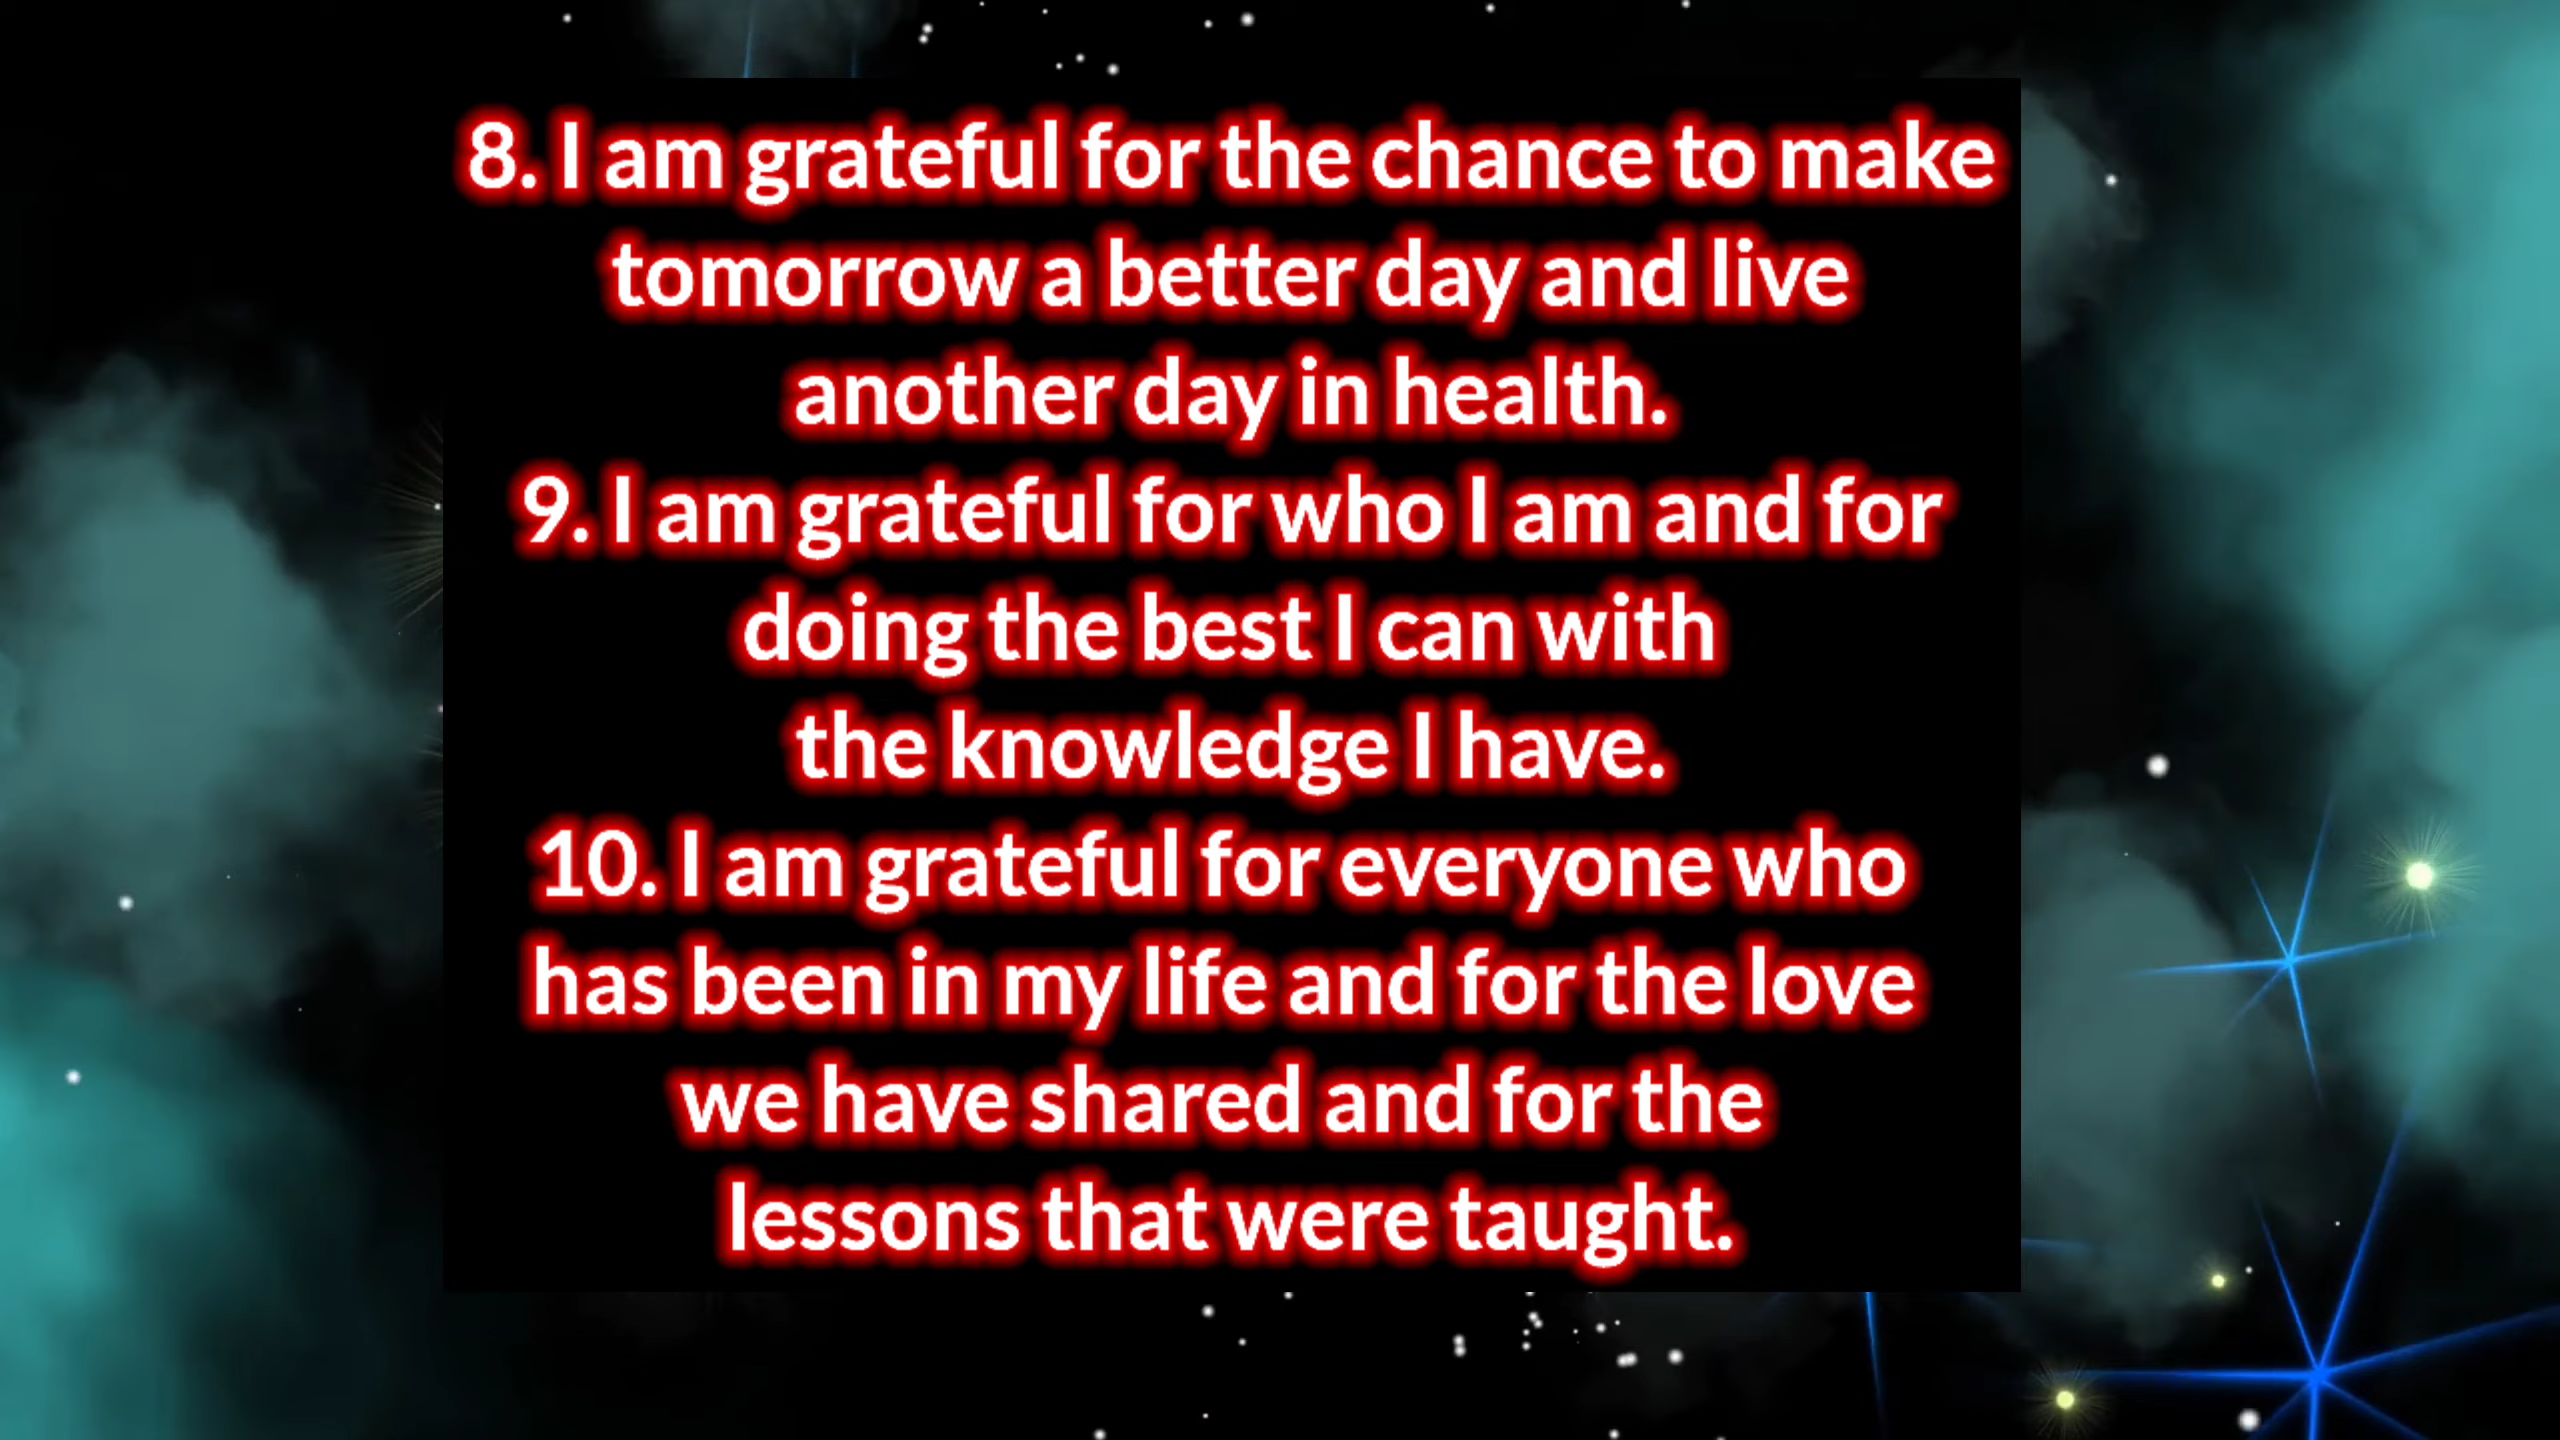 8. I am grateful for the chance to make
tomorrow a better day and live
another day in health.
9. I am grateful for who I am and for
doing the best I can with
the knowledge I have.
10. I am grateful for everyone who
has been in my life and for the love
we have shared and for the
lessons that were taught.